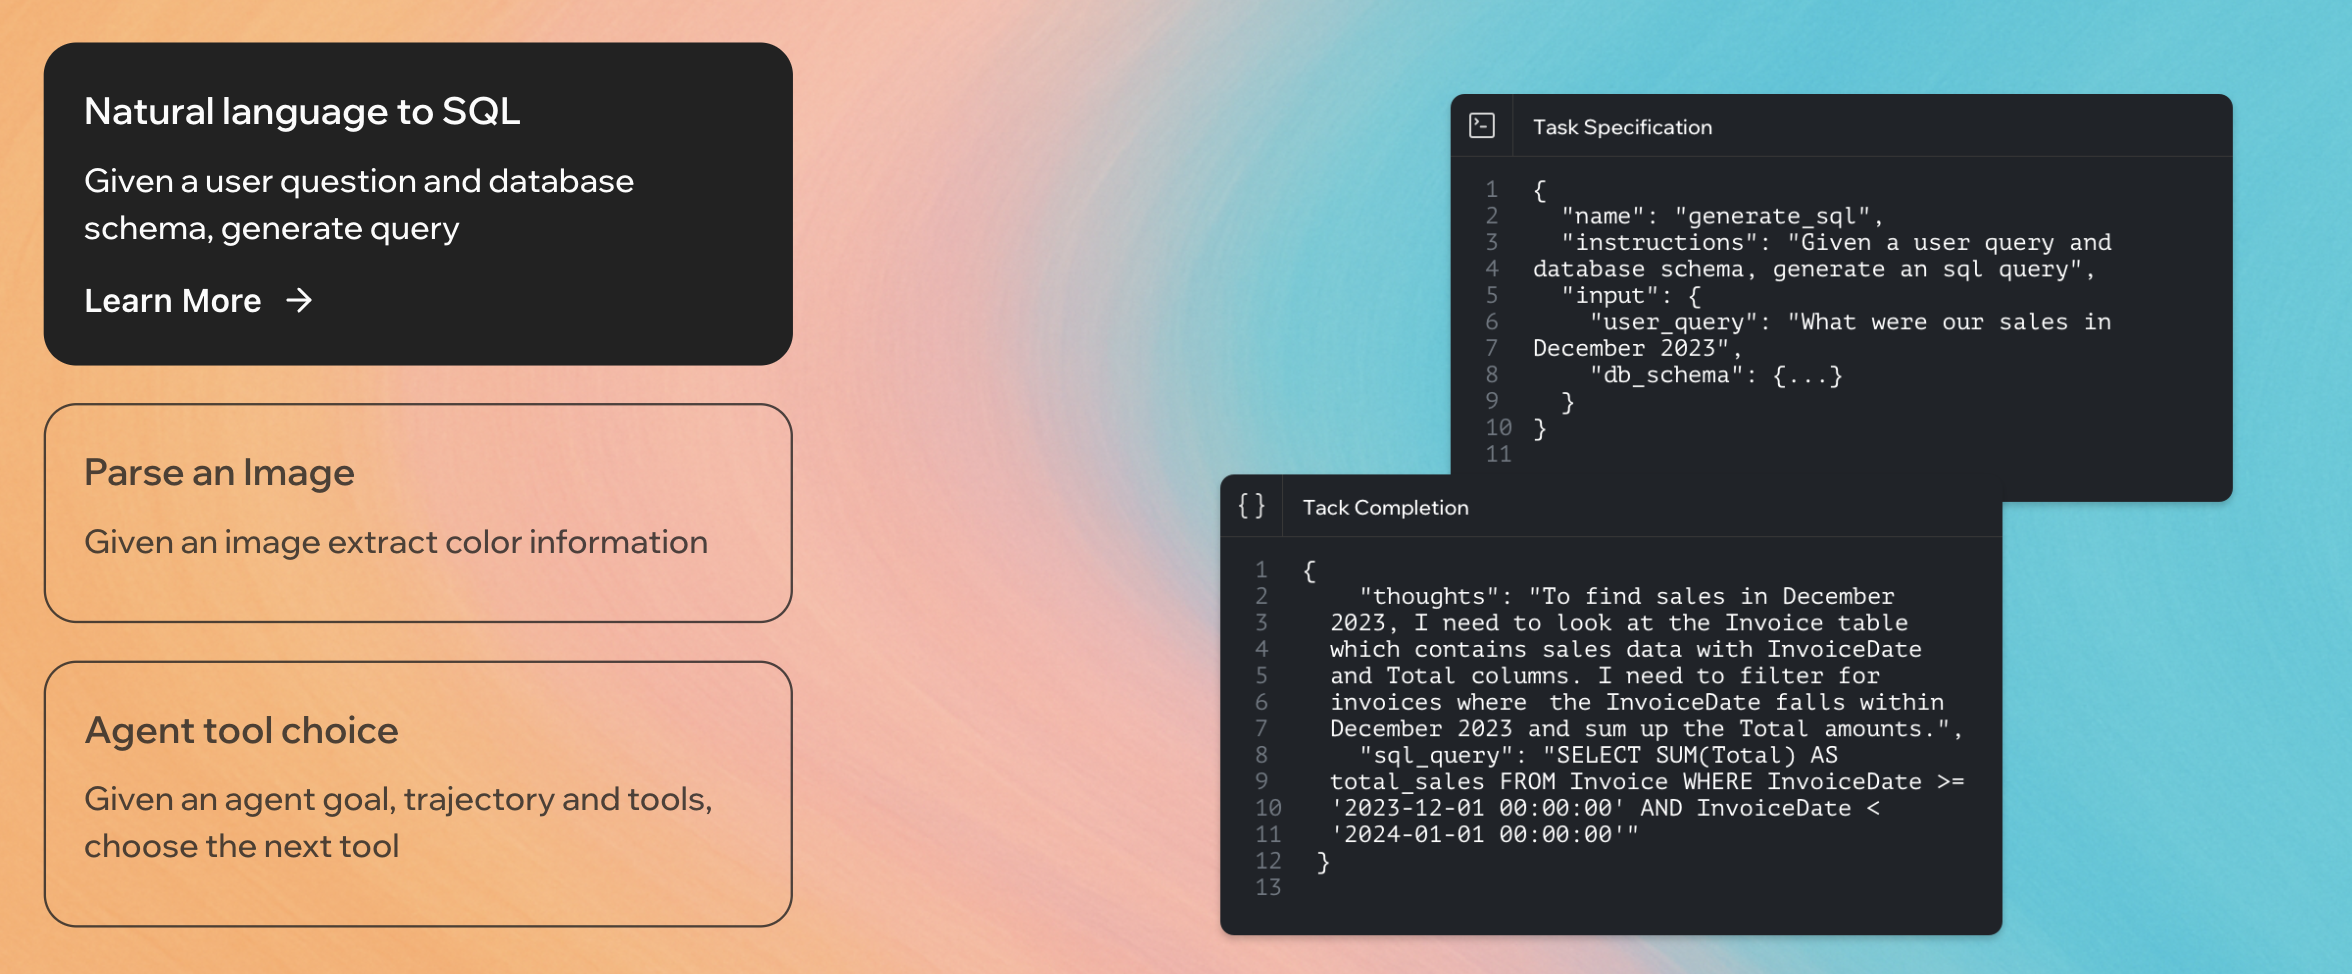 Natural language to SQL
Given a user question and database
schema, generate query
Learn More →
Parse an Image
Given an image extract color information
Agent tool choice
Given an agent goal, trajectory and tools,
choose the next tool
Task Specification
1 {
2   "name": "generate_sql",
3   "instructions": "Given a user query and
4 database schema, generate an sql query",
5   "input": {
6     "user_query": "What were our sales in
7 December 2023",
8     "db_schema": {...}
9   }
10 }
11
{} Tack Completion
1 {
2     "thoughts": "To find sales in December
3   2023, I need to look at the Invoice table
4   which contains sales data with InvoiceDate
5   and Total columns. I need to filter for
6   invoices where the InvoiceDate falls within
7   December 2023 and sum up the Total amounts.",
8     "sql_query": "SELECT SUM(Total) AS
9   total_sales FROM Invoice WHERE InvoiceDate >=
10   '2023-12-01 00:00:00' AND InvoiceDate <
11   '2024-01-01 00:00:00'"
12  }
13